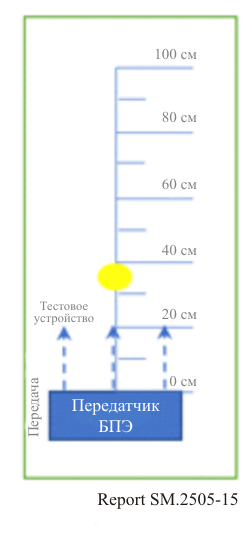 100 см
80 см
60 см
40 см
Тестовое
устройство
20 см
0 см
Передача
Передатчик
БПЭ
Report SM.2505-15